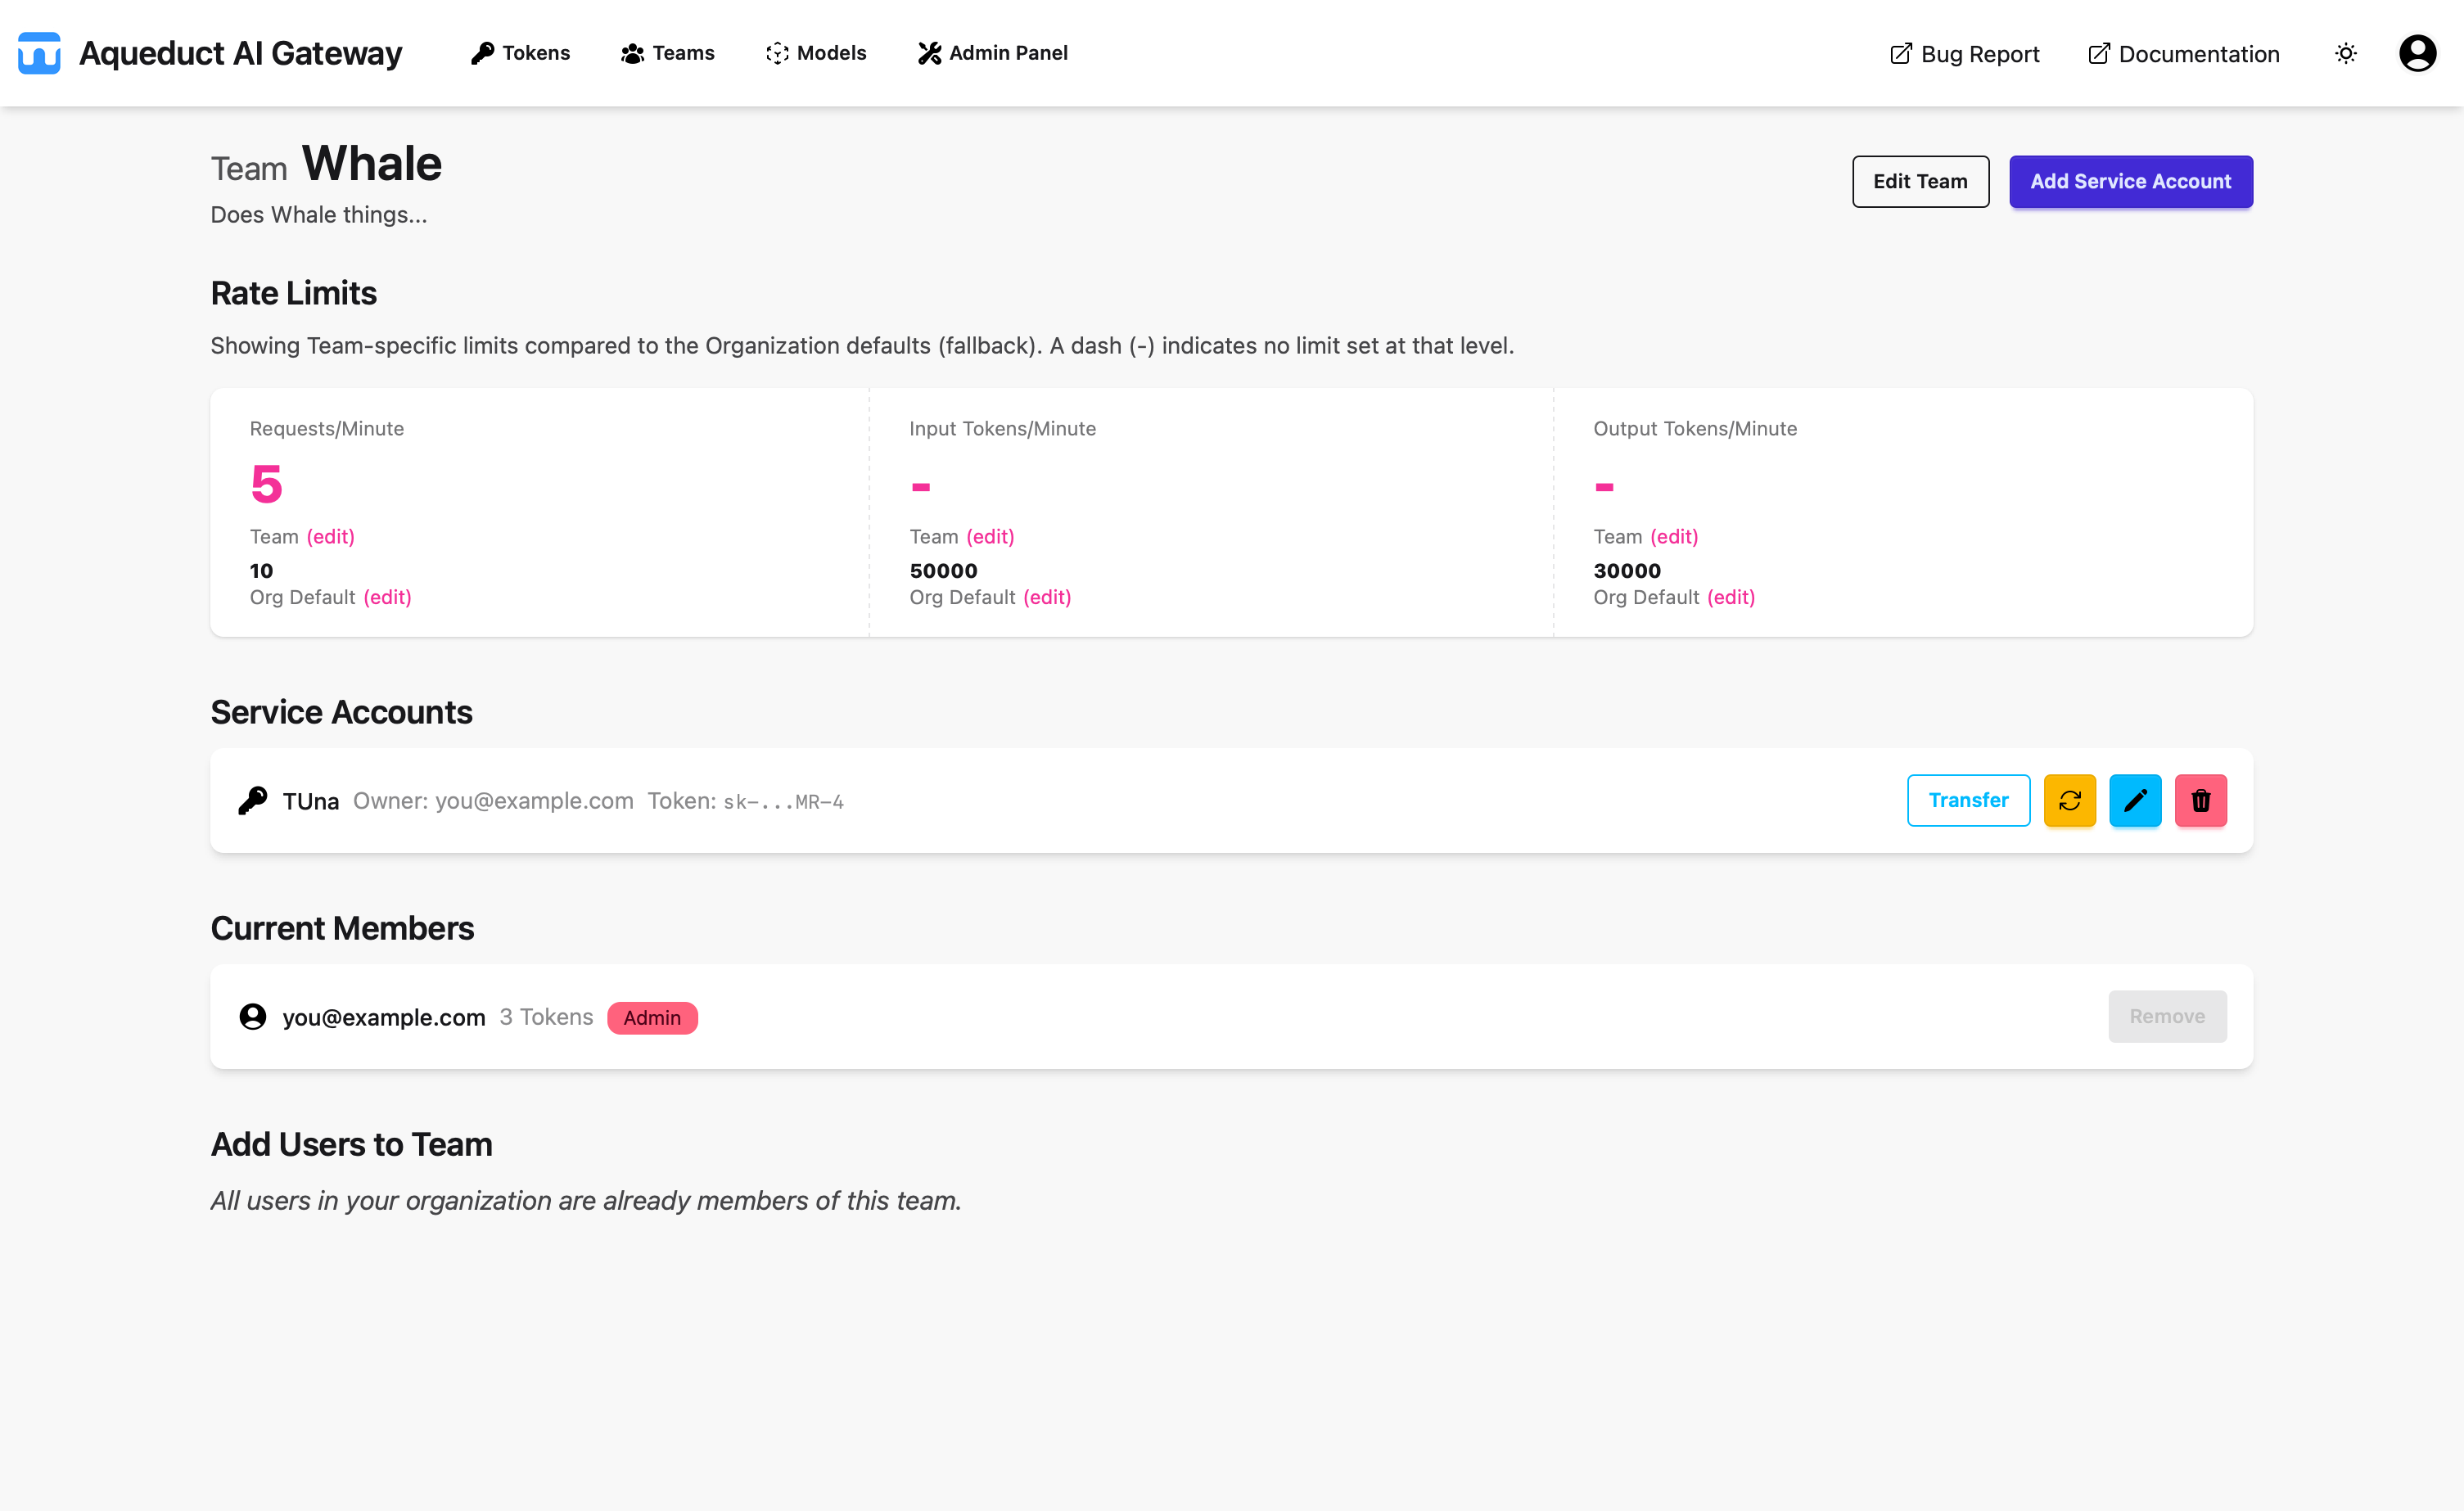 Aqueduct AI Gateway Tokens Teams Models Admin Panel Bug Report Documentation
Team Whale
Does Whale things...
Edit Team
Add Service Account
Rate Limits
Showing Team-specific limits compared to the Organization defaults (fallback). A dash (-) indicates no limit set at that level.
Requests/Minute
5
Team (edit)
10
Org Default (edit)
Input Tokens/Minute
-
Team (edit)
50000
Org Default (edit)
Output Tokens/Minute
-
Team (edit)
30000
Org Default (edit)
Service Accounts
TUna Owner: you@example.com Token: sk-...MR-4 Transfer
Current Members
you@example.com 3 Tokens Admin Remove
Add Users to Team
All users in your organization are already members of this team.